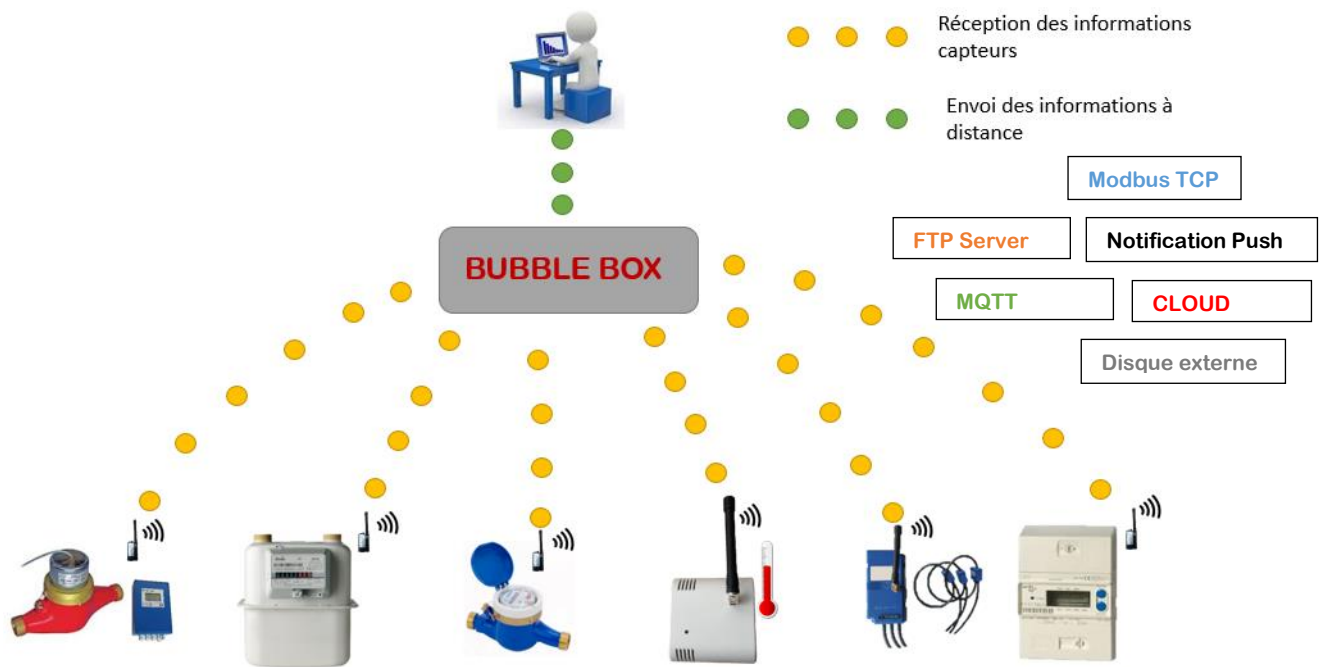 Réception des informations
capteurs
Envoi des informations à
distance
Modbus TCP
FTP Server
Notification Push
BUBBLE BOX
MQTT
CLOUD
Disque externe